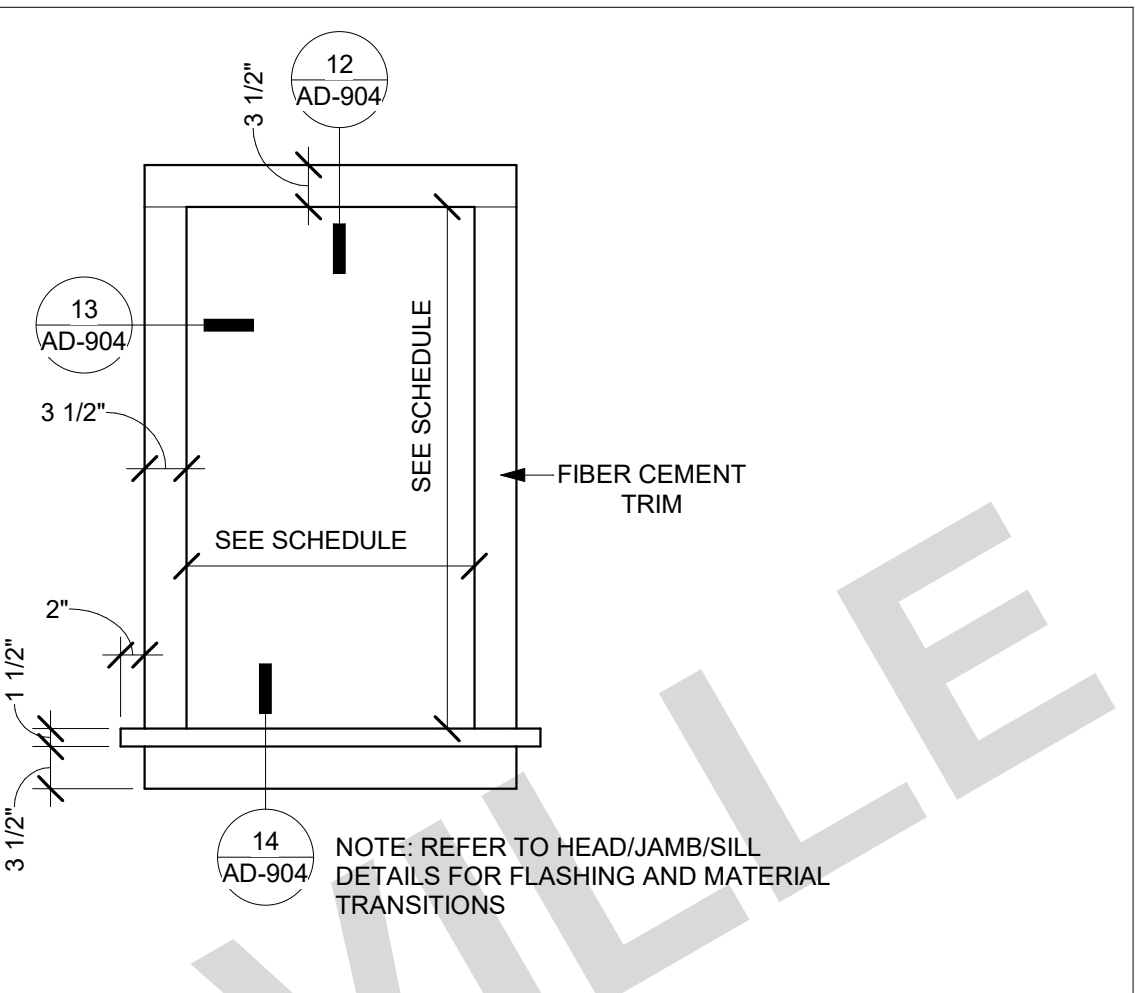 12
AD-904
3 1/2"
13
AD-904
SEE SCHEDULE
3 1/2"
FIBER CEMENT
TRIM
SEE SCHEDULE
2"
1 1/2"
3 1/2"
14
AD-904
NOTE: REFER TO HEAD/JAMB/SILL
DETAILS FOR FLASHING AND MATERIAL
TRANSITIONS
VILLE